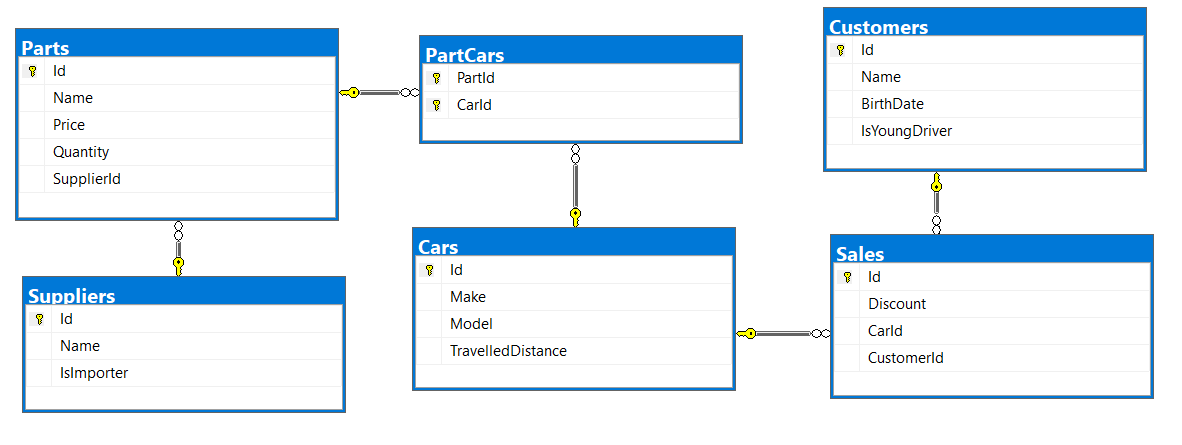 Parts
Id
Name
Price
Quantity
SupplierId
Suppliers
Id
Name
IsImporter
PartCars
PartId
CarId
Cars
Id
Make
Model
TravelledDistance
Customers
Id
Name
BirthDate
IsYoungDriver
Sales
Id
Discount
CarId
CustomerId